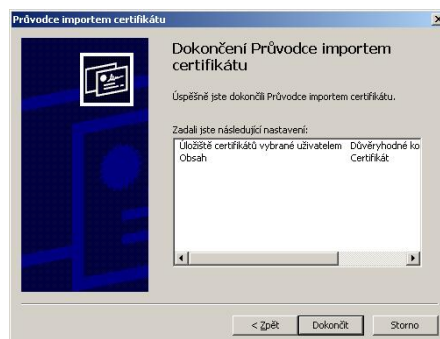 Průvodce importem certifikátu
Dokončení Průvodce importem
certifikátu
Úspěšně jste dokončili Průvodce importem certifikátu.
Zadali jste následující nastavení:
Úložiště certifikátů vybrané uživatelem Důvěryhodné ko
Obsah Certifikát
< Zpět Dokončit Storno